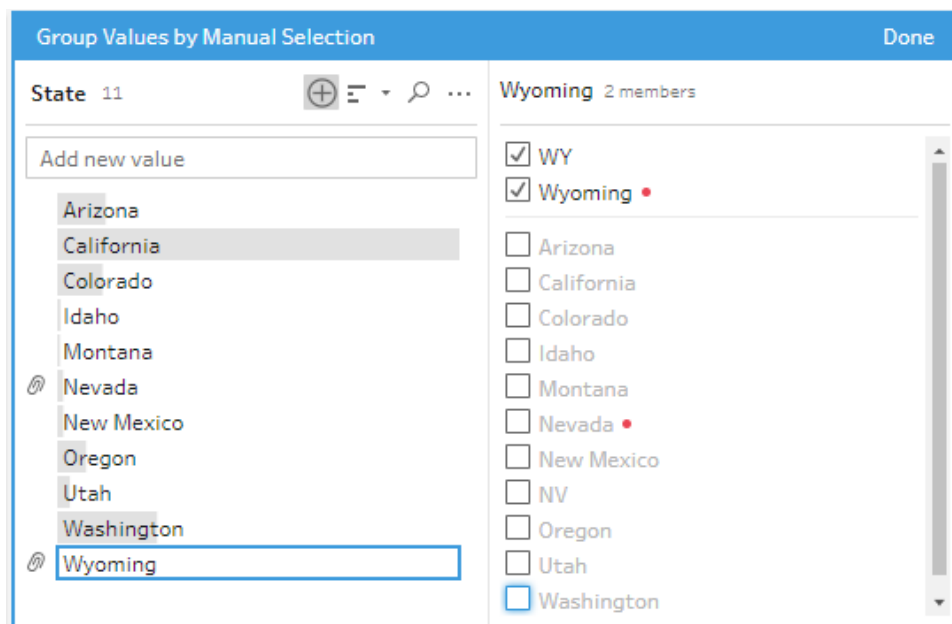 Group Values by Manual Selection Done
State 11
Add new value
Arizona
California
Colorado
Idaho
Montana
Nevada
New Mexico
Oregon
Utah
Washington
Wyoming
Wyoming 2 members
WY
Wyoming
Arizona
California
Colorado
Idaho
Montana
Nevada
New Mexico
NV
Oregon
Utah
Washington